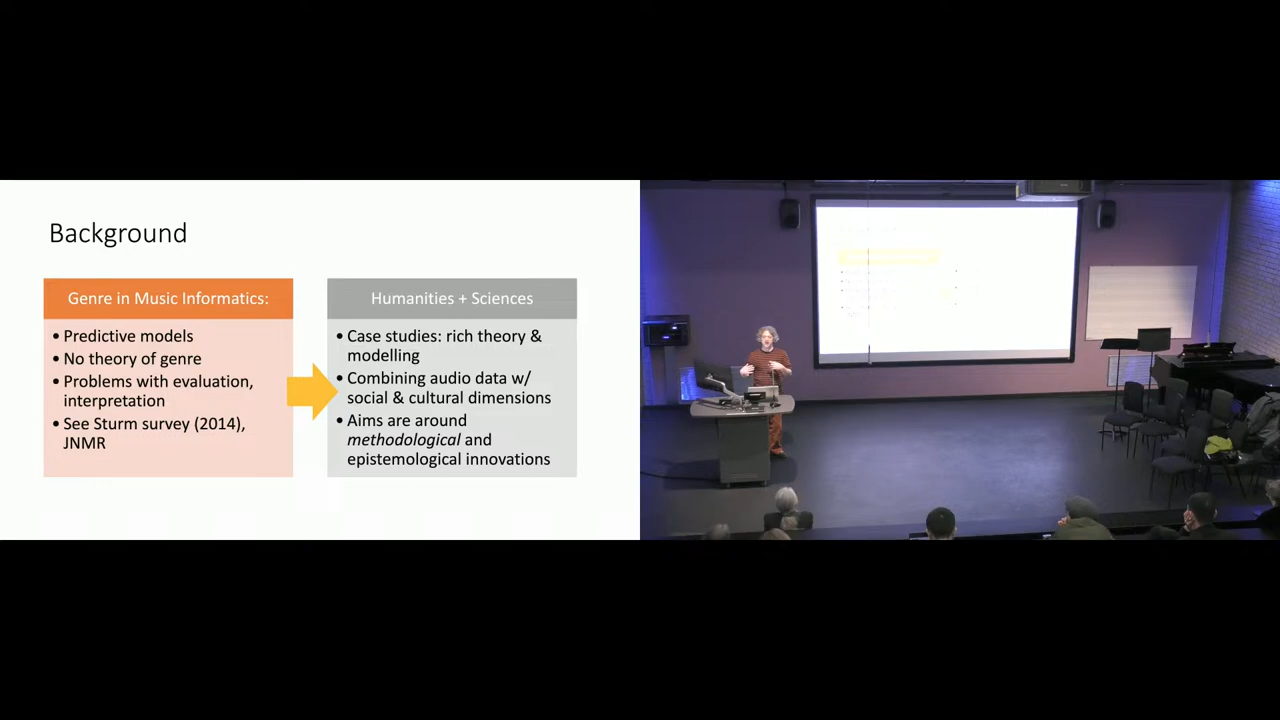 Background
Genre in Music Informatics:
• Predictive models
• No theory of genre
• Problems with evaluation,
interpretation
• See Sturm survey (2014),
JNMR
Humanities + Sciences
• Case studies: rich theory &
modelling
• Combining audio data w/
social & cultural dimensions
• Aims are around
methodological and
epistemological innovations